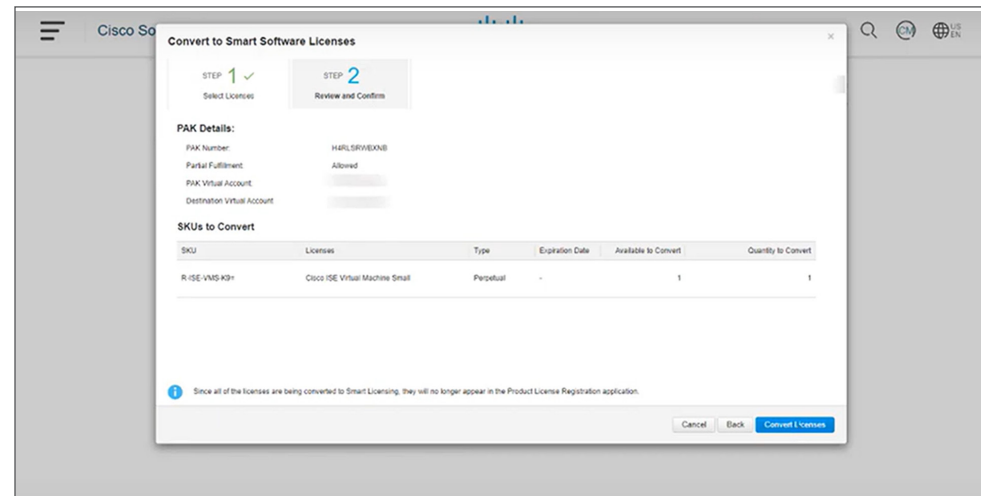 Cisco So
CM
US
EN
Convert to Smart Software Licenses
×
STEP 1
Select Licenses
STEP 2
Review and Confirm
PAK Details:
PAK Number:
Partial Fulfillment: Allowed
PAK Virtual Account:
Destination Virtual Account
SKUs to Convert
SKU Licenses Type Expiration Date Available to Convert Quantity to Convert
R-ISE-VMS-K9= Cisco ISE Virtual Machine Small Perpetual - 1 1
Since all of the licenses are being converted to Smart Licensing, they will no longer appear in the Product License Registration application.
Cancel Back Convert Licenses